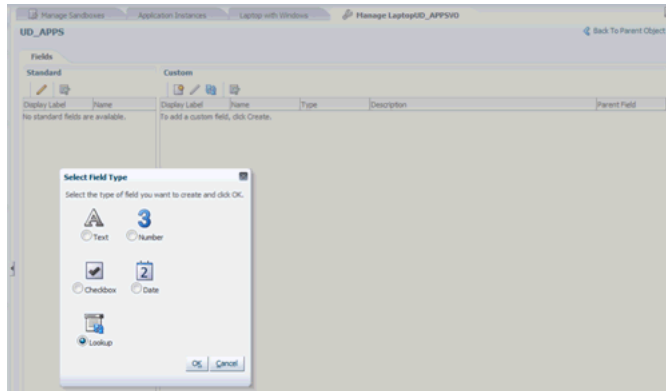 Manage Sandboxes Application Instances Laptop with Windows Manage LaptopUD_APPSVO
UD_APPS Back To Parent Object
Fields
Standard Custom
Display Label Name Display Label Name Type Description Parent Field
No standard fields are available. To add a custom field, click Create.
Select Field Type
Select the type of field you want to create and click OK.
Text Number
Checkbox Date
Lookup
OK Cancel